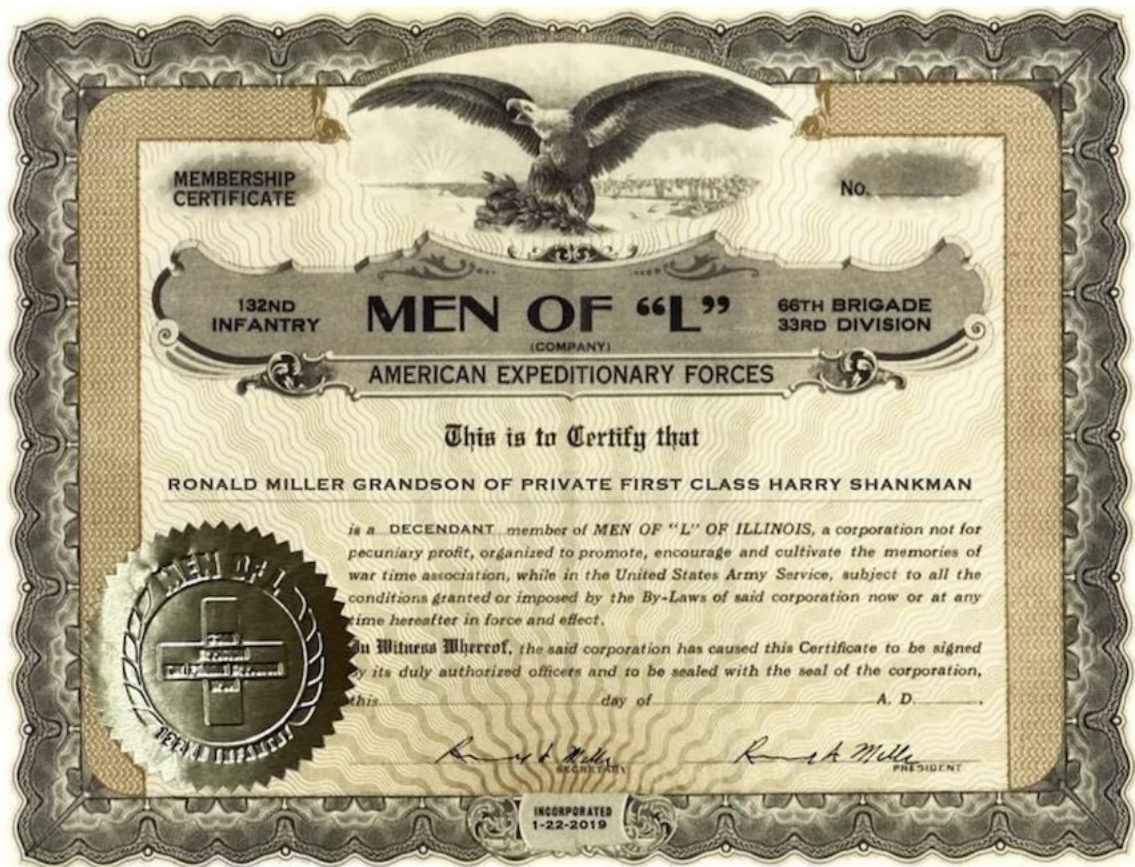 MEMBERSHIP
CERTIFICATE
No.
132ND
INFANTRY
MEN OF “L”
(COMPANY)
66TH BRIGADE
33RD DIVISION
AMERICAN EXPEDITIONARY FORCES
This is to Certify that
RONALD MILLER GRANDSON OF PRIVATE FIRST CLASS HARRY SHANKMAN
is a DECENDANT member of MEN OF “L” OF ILLINOIS, a corporation not for
pecuniary profit, organized to promote, encourage and cultivate the memories of
war time association, while in the United States Army Service, subject to all the
conditions granted or imposed by the By-Laws of said corporation now or at any
time hereafter in force and effect.
In Witness Whereof, the said corporation has caused this Certificate to be signed
by its duly authorized officers and to be sealed with the seal of the corporation,
this day of A. D.
SECRETARY
PRESIDENT
MEN OF L
INFANTRY
INCORPORATED
1-22-2019